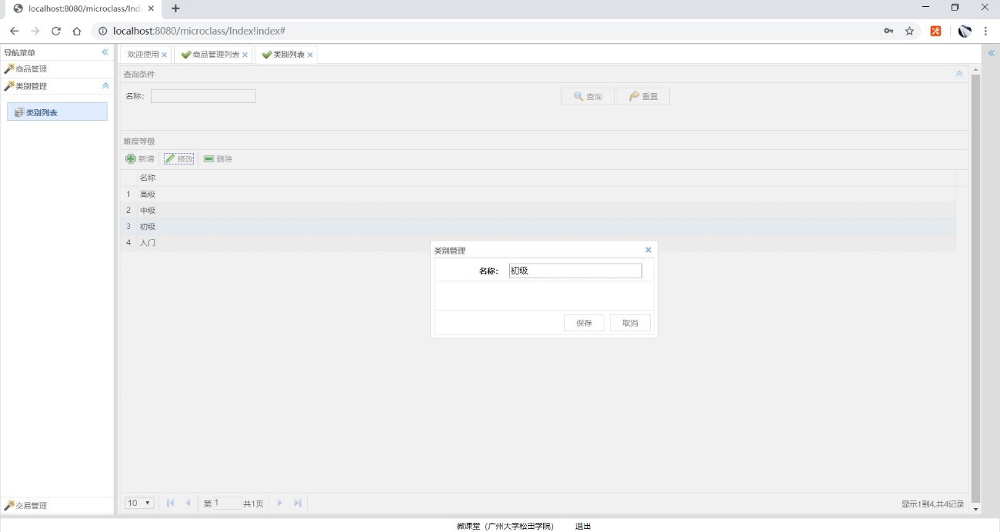 localhost:8080/microclass/Inde
localhost:8080/microclass/Index!index#
导航菜单
商品管理
类别管理
类别列表
交易管理
欢迎使用 商品管理列表 类别列表
查询条件
名称: 查询 重置
难度等级
新增 修改 删除
名称
1 高级
2 中级
3 初级
4 入门
类别管理
名称: 初级
保存 取消
10 第 1 共1页 显示1到4,共4记录
微课堂 (广州大学松田学院) 退出